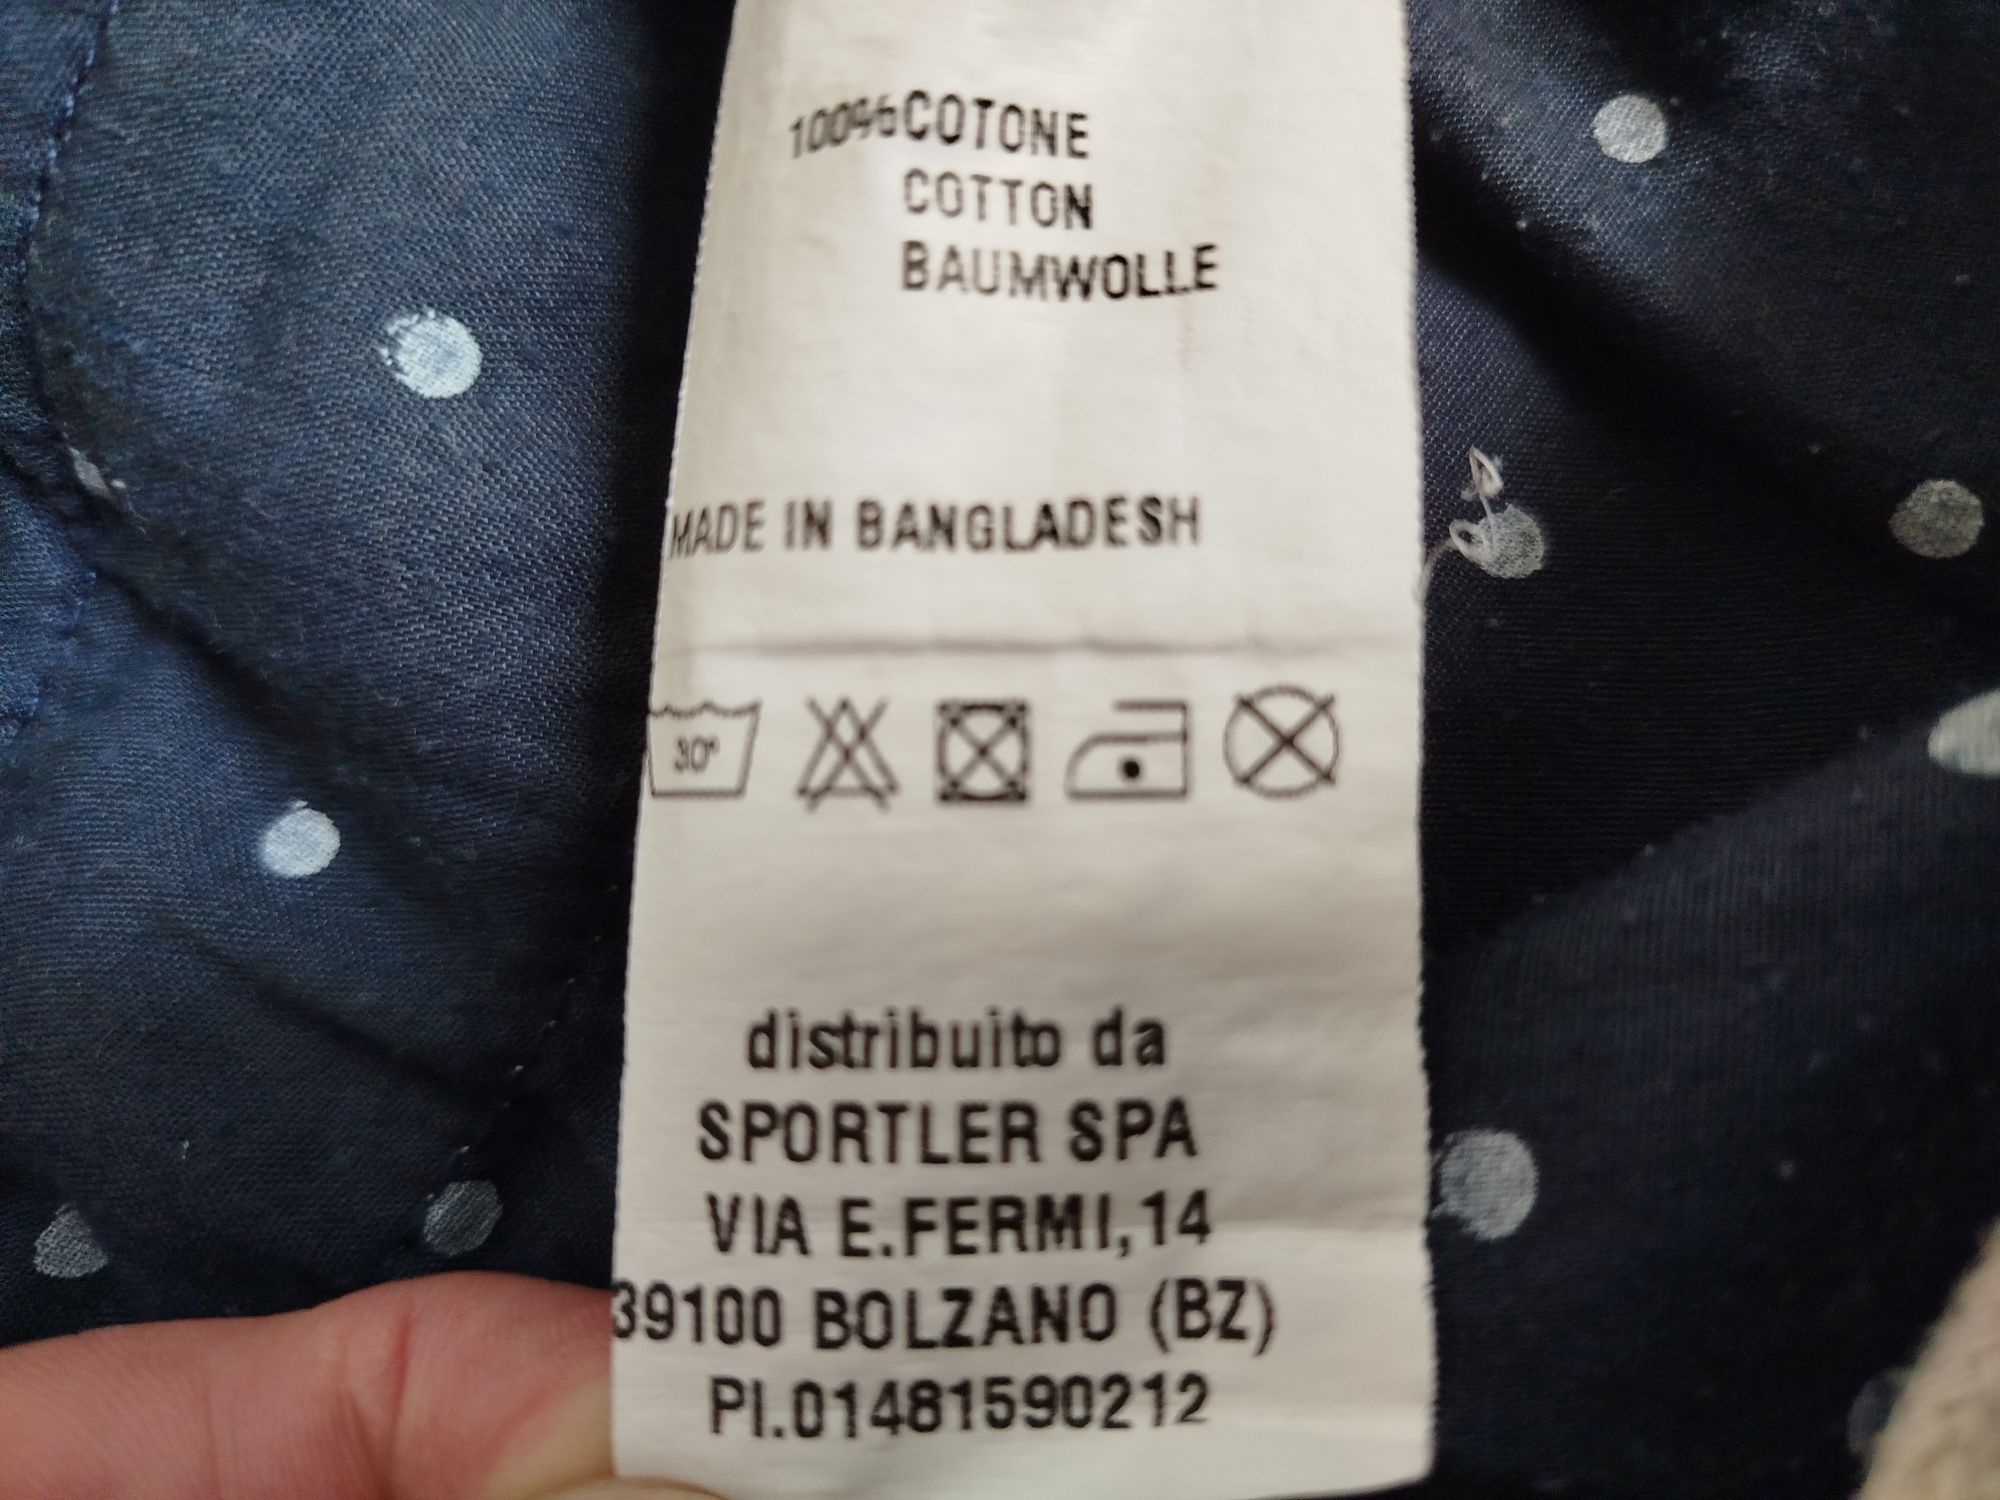 100%COTONE
COTTON
BAUMWOLLE
MADE IN BANGLADESH
30°
distribuito da
SPORTLER SPA
VIA E.FERMI,14
39100 BOLZANO (BZ)
PI.01481590212